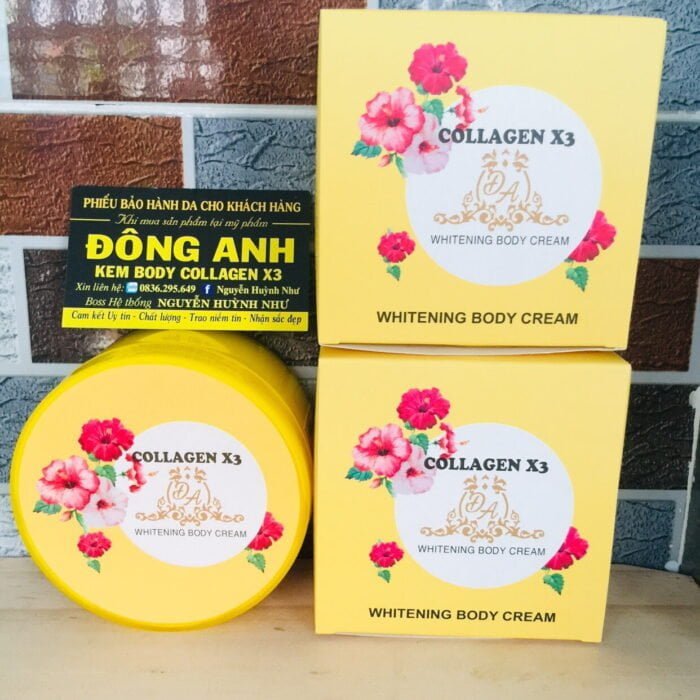 PHIẾU BẢO HÀNH DA CHO KHÁCH HÀNG
Khi mua sản phẩm tại mỹ phẩm
ĐÔNG ANH
KEM BODY COLLAGEN X3
Xin liên hệ: 0836.295.649 f Nguyễn Huỳnh Như
Boss Hệ thống NGUYỄN HUỲNH NHƯ
Cam kết Uy tín - Chất lượng - Trao niềm tin - Nhận sắc đẹp
COLLAGEN X3
DA
WHITENING BODY CREAM
WHITENING BODY CREAM
COLLAGEN X3
DA
WHITENING BODY CREAM
COLLAGEN X3
DA
WHITENING BODY CREAM
WHITENING BODY CREAM